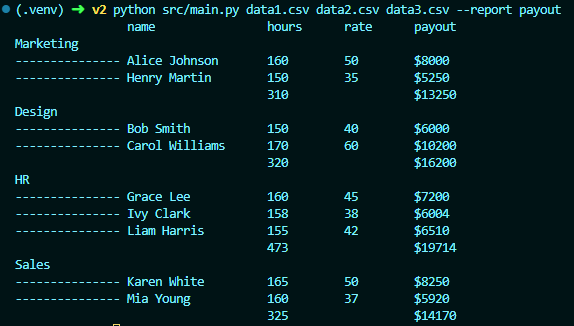 (.venv) ➜ v2 python src/main.py data1.csv data2.csv data3.csv --report payout
name hours rate payout
Marketing
--------------- Alice Johnson 160 50 $8000
--------------- Henry Martin 150 35 $5250
310 $13250
Design
--------------- Bob Smith 150 40 $6000
--------------- Carol Williams 170 60 $10200
320 $16200
HR
--------------- Grace Lee 160 45 $7200
--------------- Ivy Clark 158 38 $6004
--------------- Liam Harris 155 42 $6510
473 $19714
Sales
--------------- Karen White 165 50 $8250
--------------- Mia Young 160 37 $5920
325 $14170